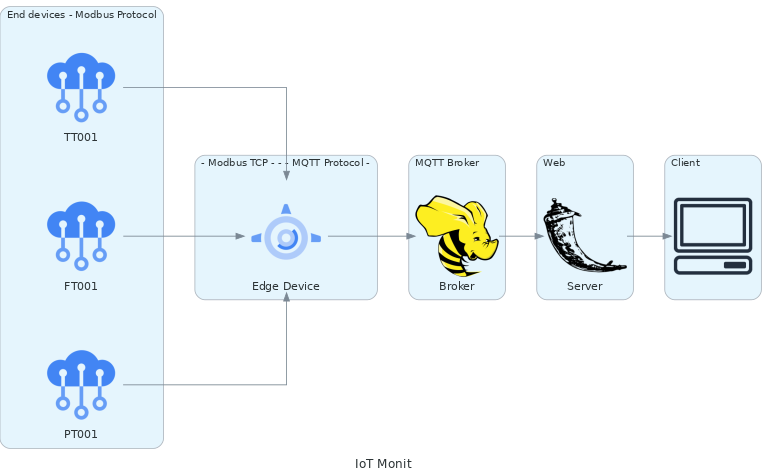 End devices - Modbus Protocol
TT001
FT001
PT001
- Modbus TCP - - - MQTT Protocol -
Edge Device
MQTT Broker
Broker
Web
Server
Client
IoT Monit